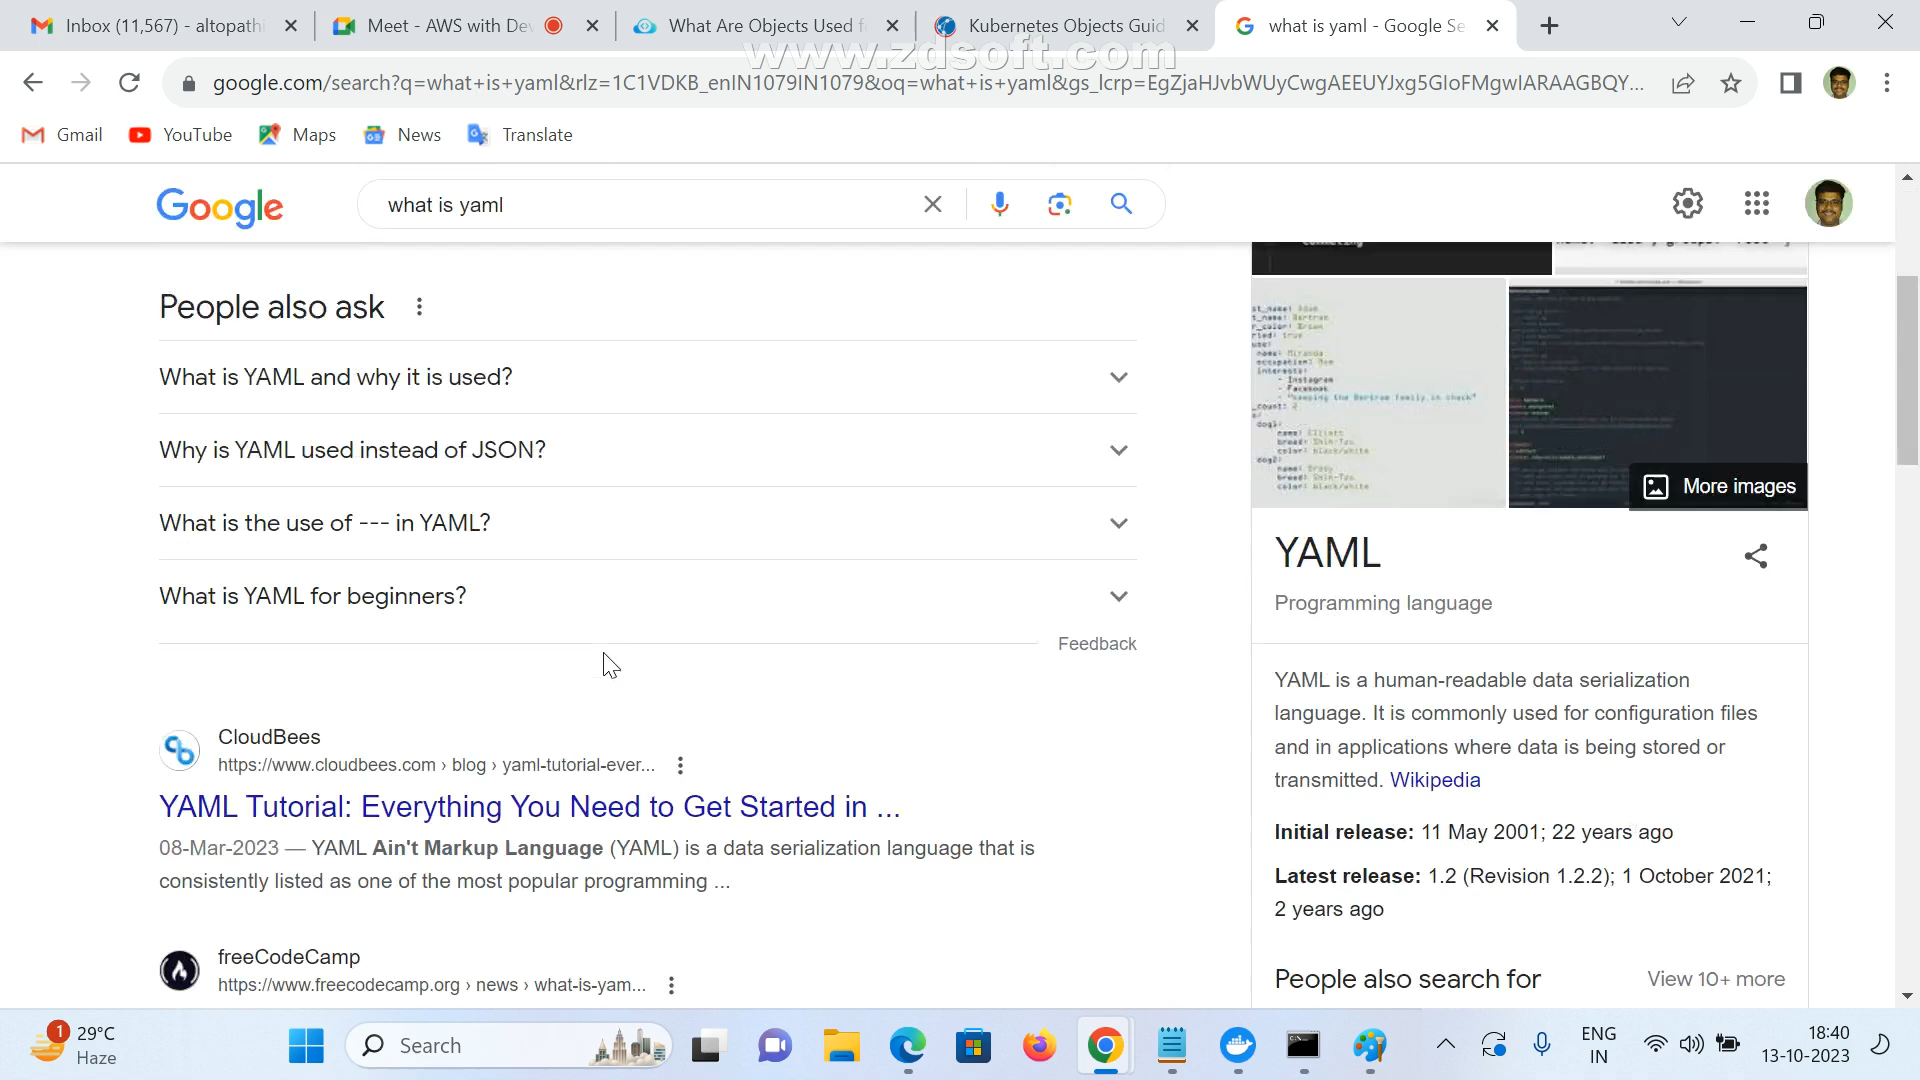 Inbox (11,567) - altopathi
Meet - AWS with Dev
What Are Objects Used f
Kubernetes Objects Guid
what is yaml - Google Se
www.zdsoft.com
google.com/search?q=what+is+yaml&rlz=1C1VDKB_enIN1079IN1079&oq=what+is+yaml&gs_lcrp=EgZjaHJvbWUyCwgAEEUYJxg5GIoFMgwIARAAGBQY...
Gmail
YouTube
Maps
News
Translate
Google
what is yaml
People also ask
What is YAML and why it is used?
Why is YAML used instead of JSON?
What is the use of --- in YAML?
What is YAML for beginners?
Feedback
CloudBees
https://www.cloudbees.com › blog › yaml-tutorial-ever...
YAML Tutorial: Everything You Need to Get Started in ...
08-Mar-2023 — YAML Ain't Markup Language (YAML) is a data serialization language that is
consistently listed as one of the most popular programming ...
freeCodeCamp
https://www.freecodecamp.org › news › what-is-yam...
More images
YAML
Programming language
YAML is a human-readable data serialization
language. It is commonly used for configuration files
and in applications where data is being stored or
transmitted. Wikipedia
Initial release: 11 May 2001; 22 years ago
Latest release: 1.2 (Revision 1.2.2); 1 October 2021;
2 years ago
People also search for
View 10+ more
1
29°C
Haze
Search
ENG
IN
18:40
13-10-2023